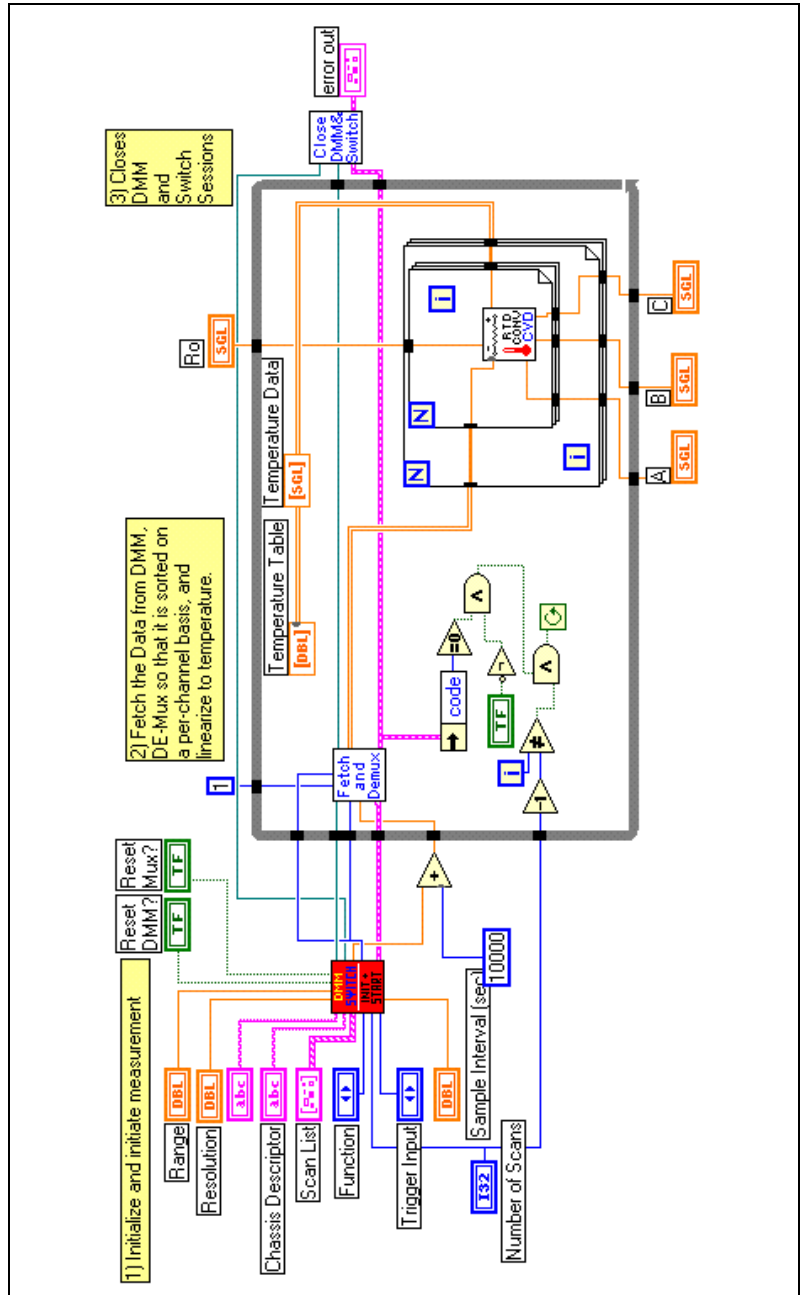 1) Initialize and initiate measurement
Reset
DMM?
TF
Reset
Mux?
TF
Range
DBL
Resolution
DBL
abc
Chassis Descriptor
abc
Scan List
Function
Trigger Input
DBL
Sample Interval (sec)
10000
I32
Number of Scans
DMM
SWITCH
INIT+
START
+
2) Fetch the Data from DMM,
DE-Mux so that it is sorted on
a per-channel basis, and
linearize to temperature.
1
Fetch
and
Demux
Temperature Table
[DBL]
Temperature Data
[SGL]
Ro
SGL
code
=0
TF
i
≠
-1
N
i
N
i
RTD
CONV
CVD
A
SGL
B
SGL
C
SGL
3) Closes
DMM
and
Switch
Sessions
Close
DMM&
Switch
error out